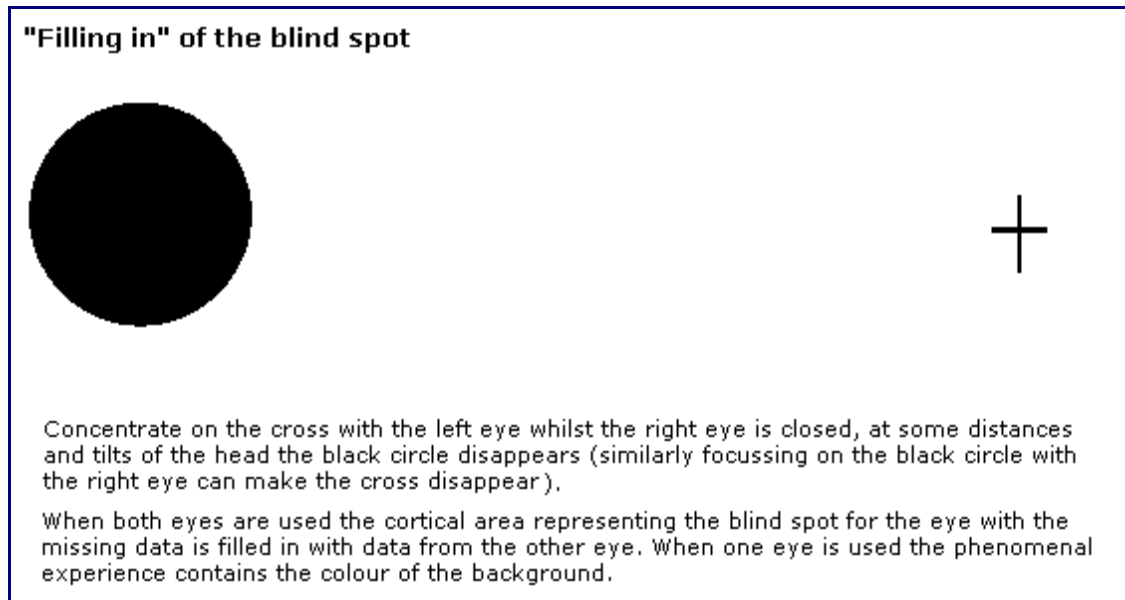 "Filling in" of the blind spot
Concentrate on the cross with the left eye whilst the right eye is closed, at some distances
and tilts of the head the black circle disappears (similarly focussing on the black circle with
the right eye can make the cross disappear).
When both eyes are used the cortical area representing the blind spot for the eye with the
missing data is filled in with data from the other eye. When one eye is used the phenomenal
experience contains the colour of the background.